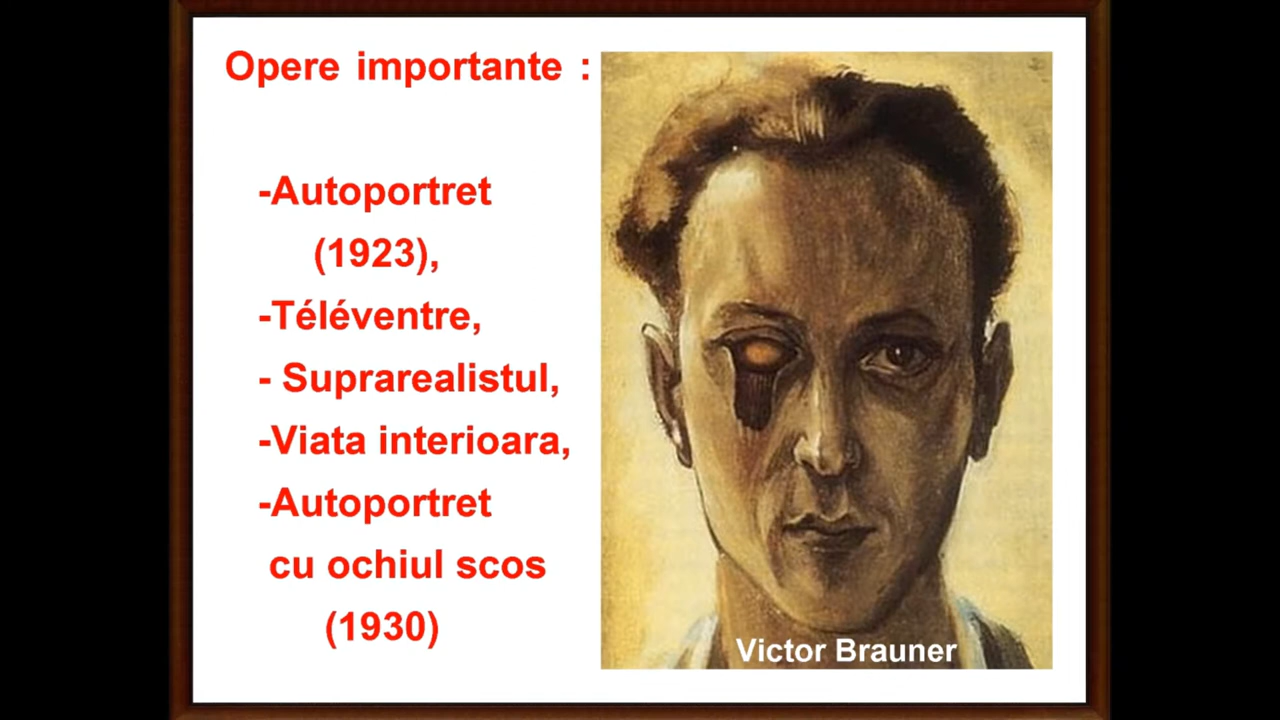 Opere importante :
-Autoportret
(1923),
-Téléventre,
- Suprarealistul,
-Viata interioara,
-Autoportret
cu ochiul scos
(1930)
Victor Brauner